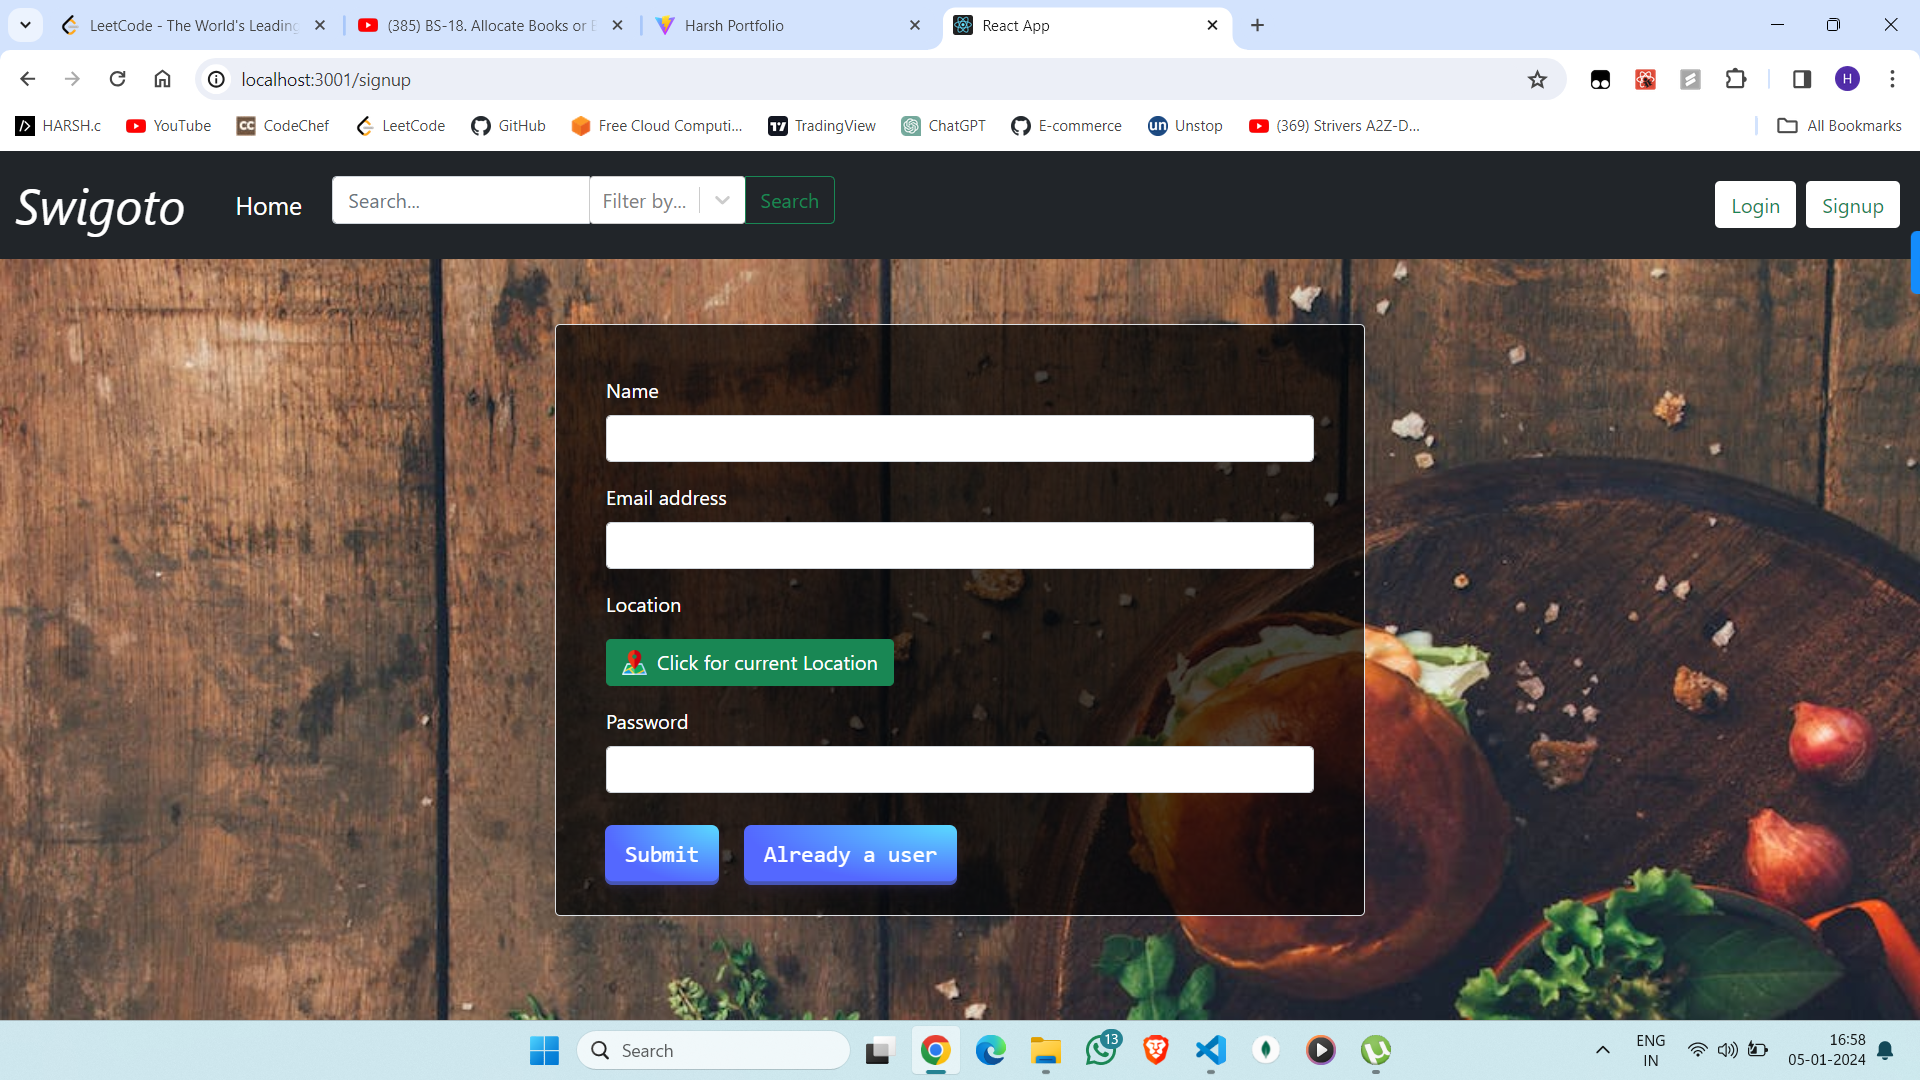 LeetCode - The World's Leading
(385) BS-18. Allocate Books or B
Harsh Portfolio
React App
localhost:3001/signup
H
HARSH.c
YouTube
CC CodeChef
LeetCode
GitHub
Free Cloud Computi...
TradingView
ChatGPT
E-commerce
un Unstop
(369) Strivers A2Z-D...
All Bookmarks
Swigoto
Home
Search...
Filter by...
Search
Login
Signup
Name
Email address
Location
Click for current Location
Password
Submit
Already a user
Search
13
ENG
IN
16:58
05-01-2024